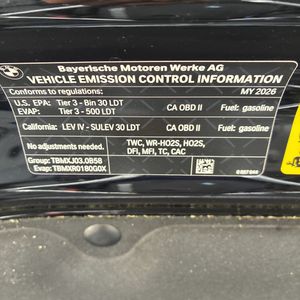 Bayerische Motoren Werke AG
VEHICLE EMISSION CONTROL INFORMATION
Conforms to regulations: MY 2026
U.S. EPA: Tier 3 - Bin 30 LDT CA OBD II Fuel: gasoline
EVAP: Tier 3 - 500 LDT
California: LEV IV - SULEV 30 LDT CA OBD II Fuel: gasoline
No adjustments needed. TWC, WR-HO2S, HO2S,
DFI, MFI, TC, CAC
Group: TBMXJ03.0B58
Evap: TBMXR0180G0X